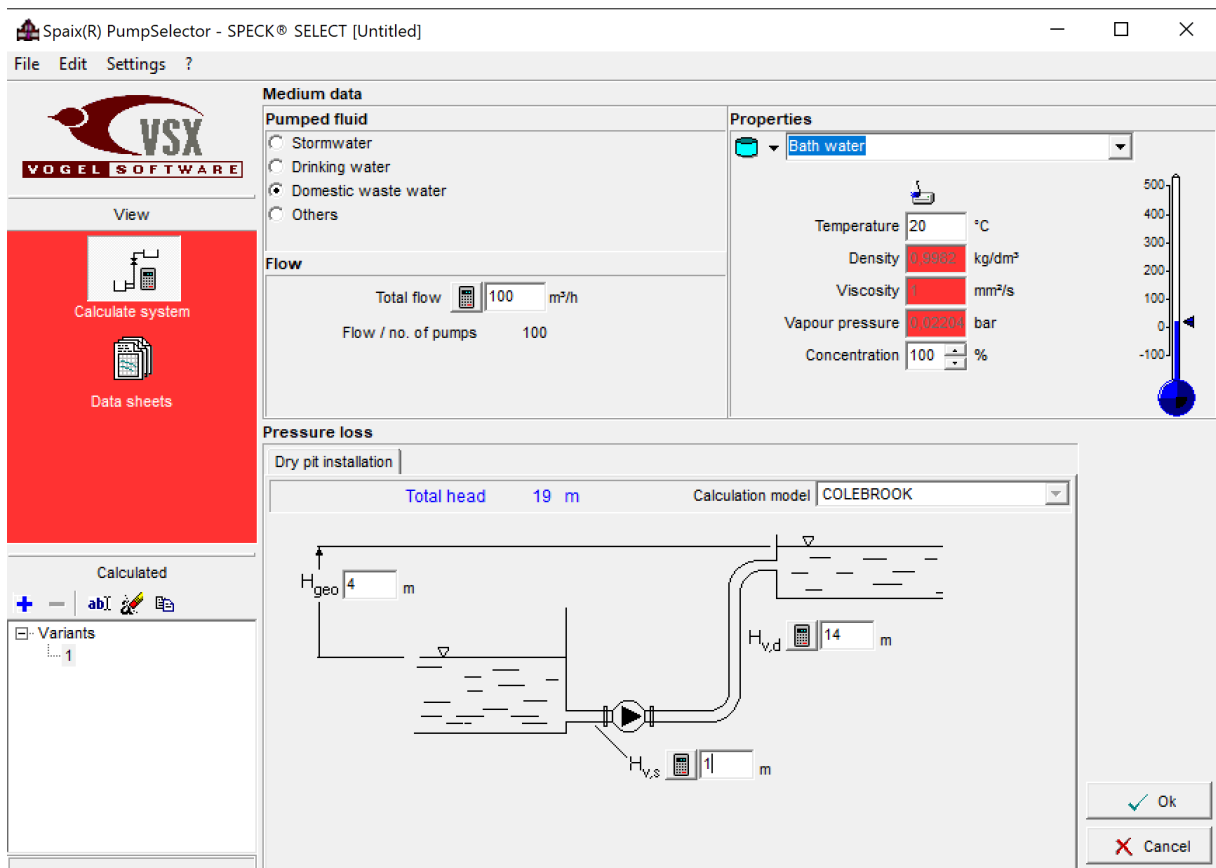 Spaix(R) PumpSelector - SPECK® SELECT [Untitled]
File Edit Settings ?
VSX
VOGEL SOFTWARE
View
Calculate system
Data sheets
Calculated
abI
Variants
1
Medium data
Pumped fluid
Stormwater
Drinking water
Domestic waste water
Others
Flow
Total flow 100 m³/h
Flow / no. of pumps 100
Properties
Bath water
Temperature 20 °C
Density 0.9982 kg/dm³
Viscosity 1 mm²/s
Vapour pressure 0.02204 bar
Concentration 100 %
500
400
300
200
100
0
-100
Pressure loss
Dry pit installation
Total head 19 m
Calculation model COLEBROOK
Hgeo 4 m
Hv,d 14 m
Hv,s 1 m
Ok
Cancel